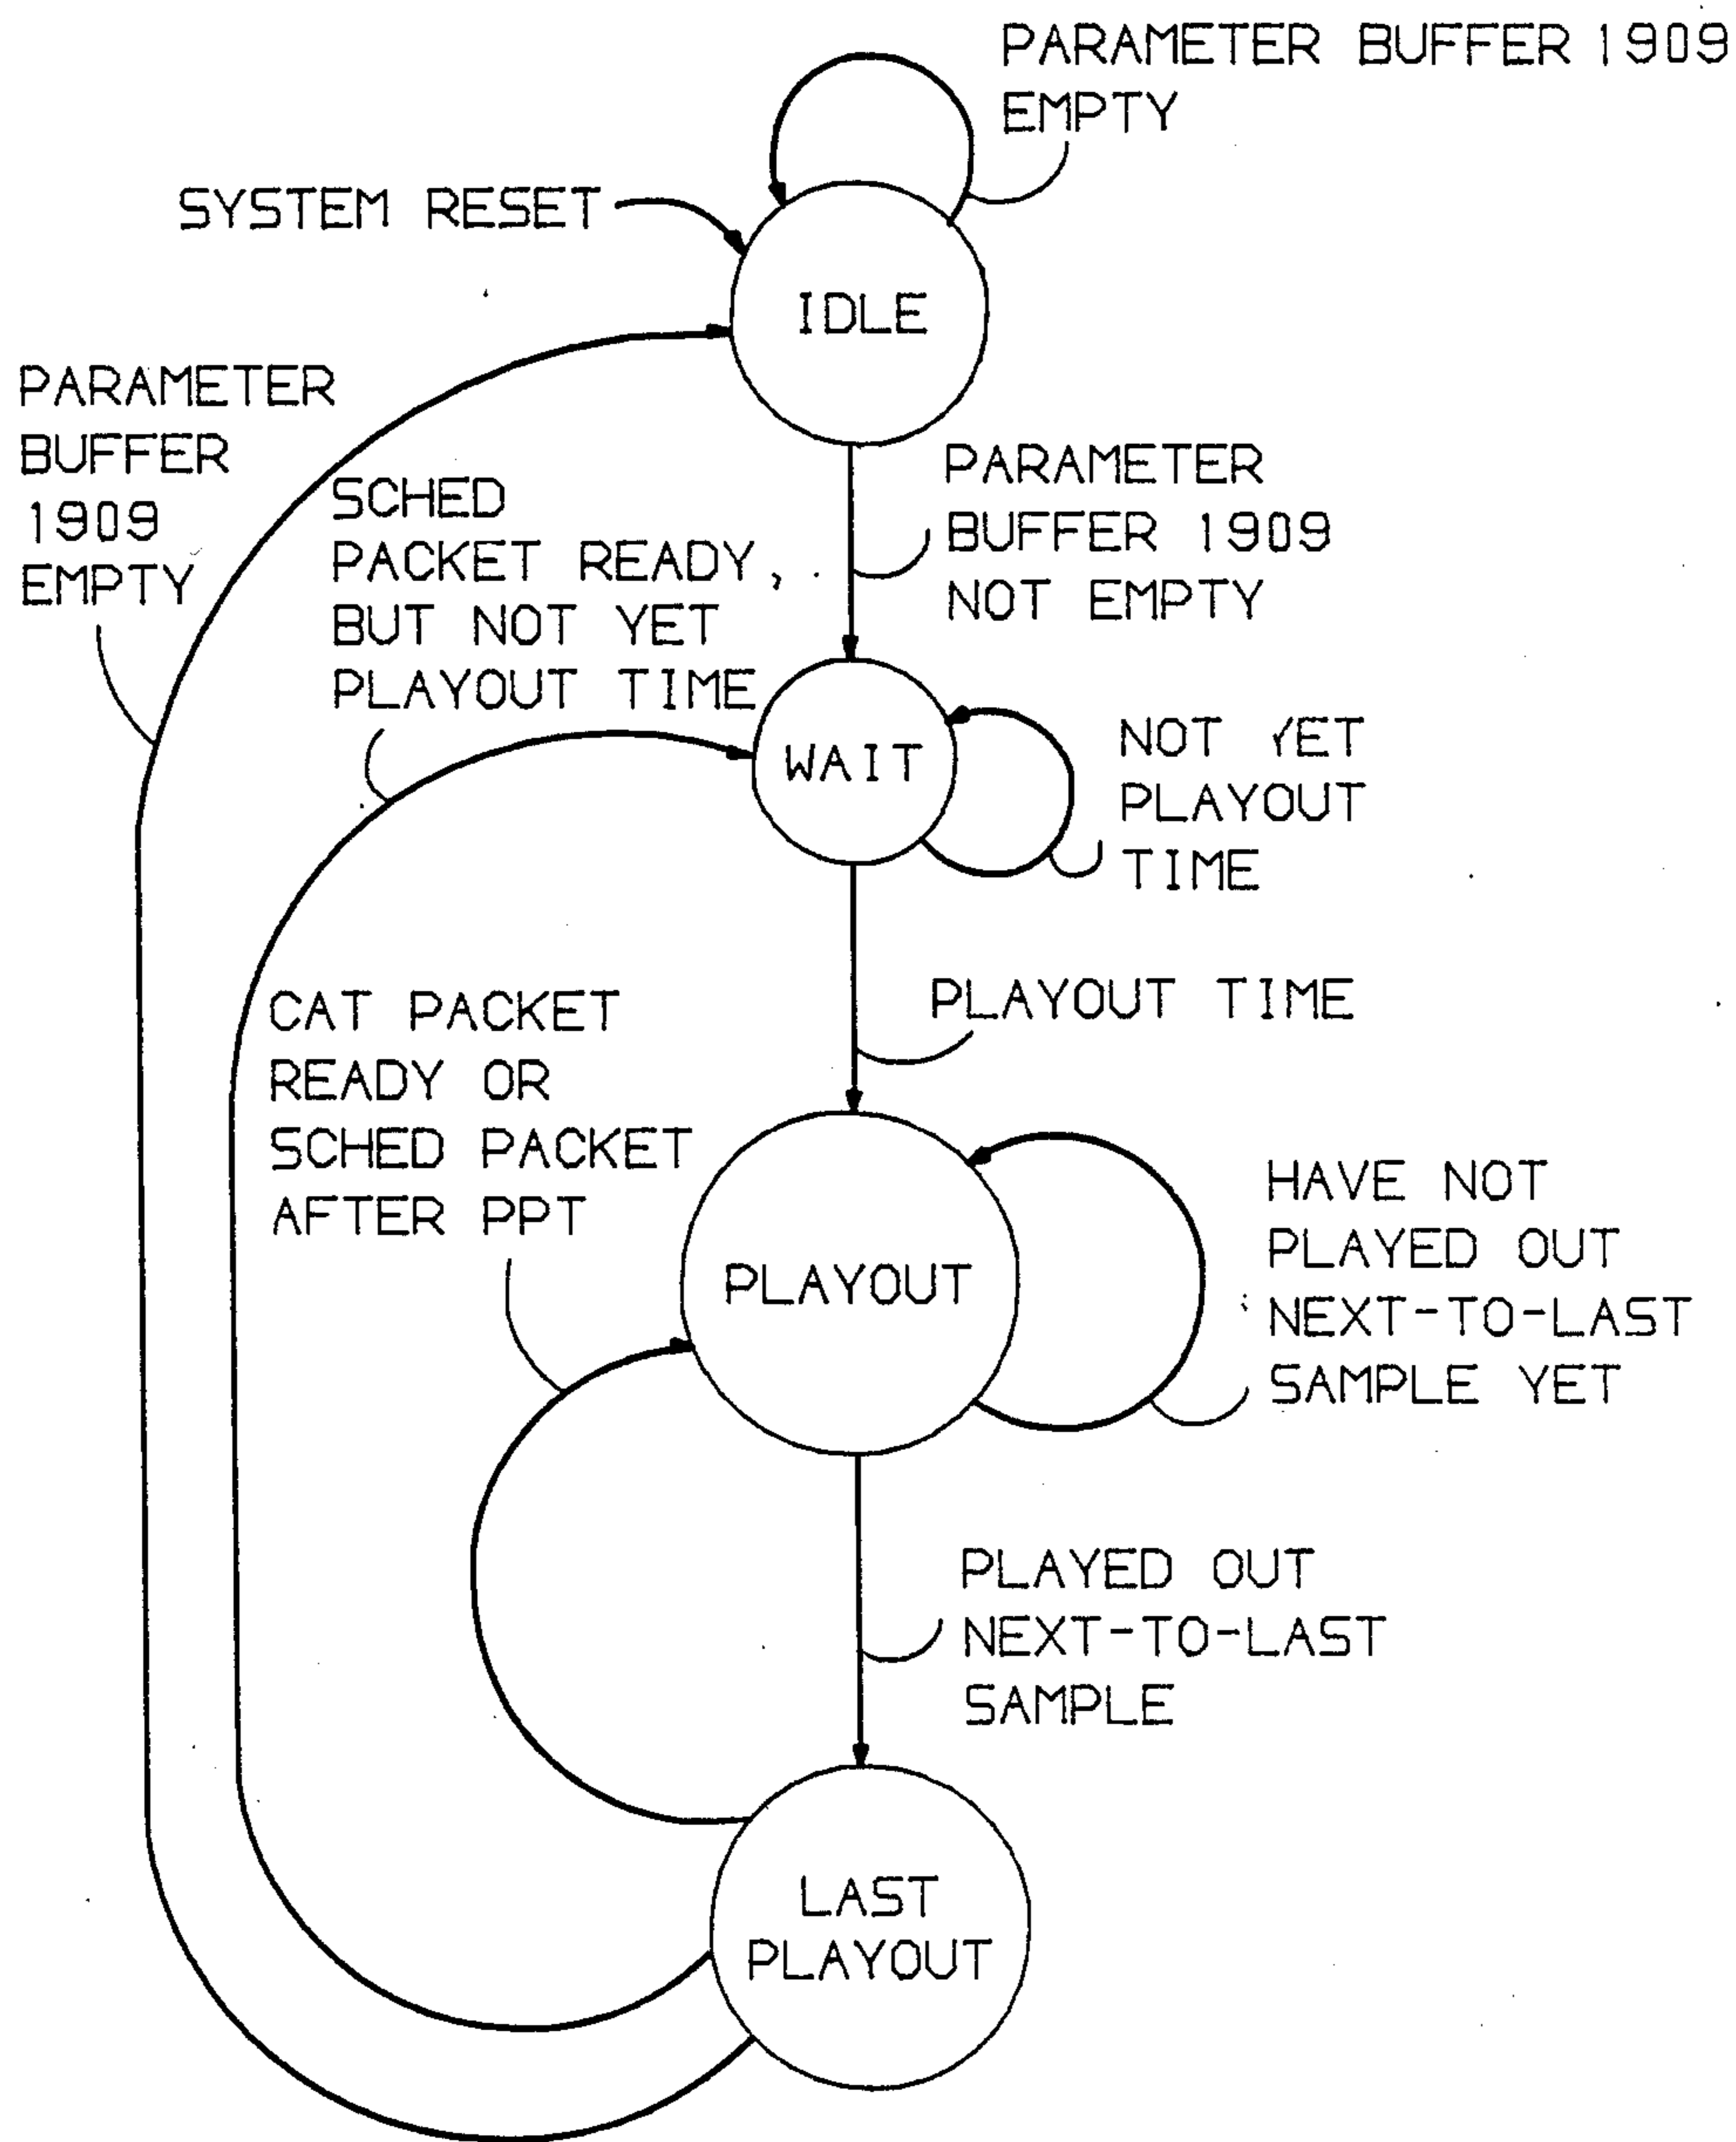 PARAMETER BUFFER 1909
EMPTY
SYSTEM RESET
IDLE
PARAMETER
BUFFER
1909
EMPTY
PARAMETER
BUFFER 1909
NOT EMPTY
SCHED
PACKET READY,
BUT NOT YET
PLAYOUT TIME
WAIT
NOT YET
PLAYOUT
TIME
PLAYOUT TIME
CAT PACKET
READY OR
SCHED PACKET
AFTER PPT
PLAYOUT
HAVE NOT
PLAYED OUT
NEXT-TO-LAST
SAMPLE YET
PLAYED OUT
NEXT-TO-LAST
SAMPLE
LAST
PLAYOUT